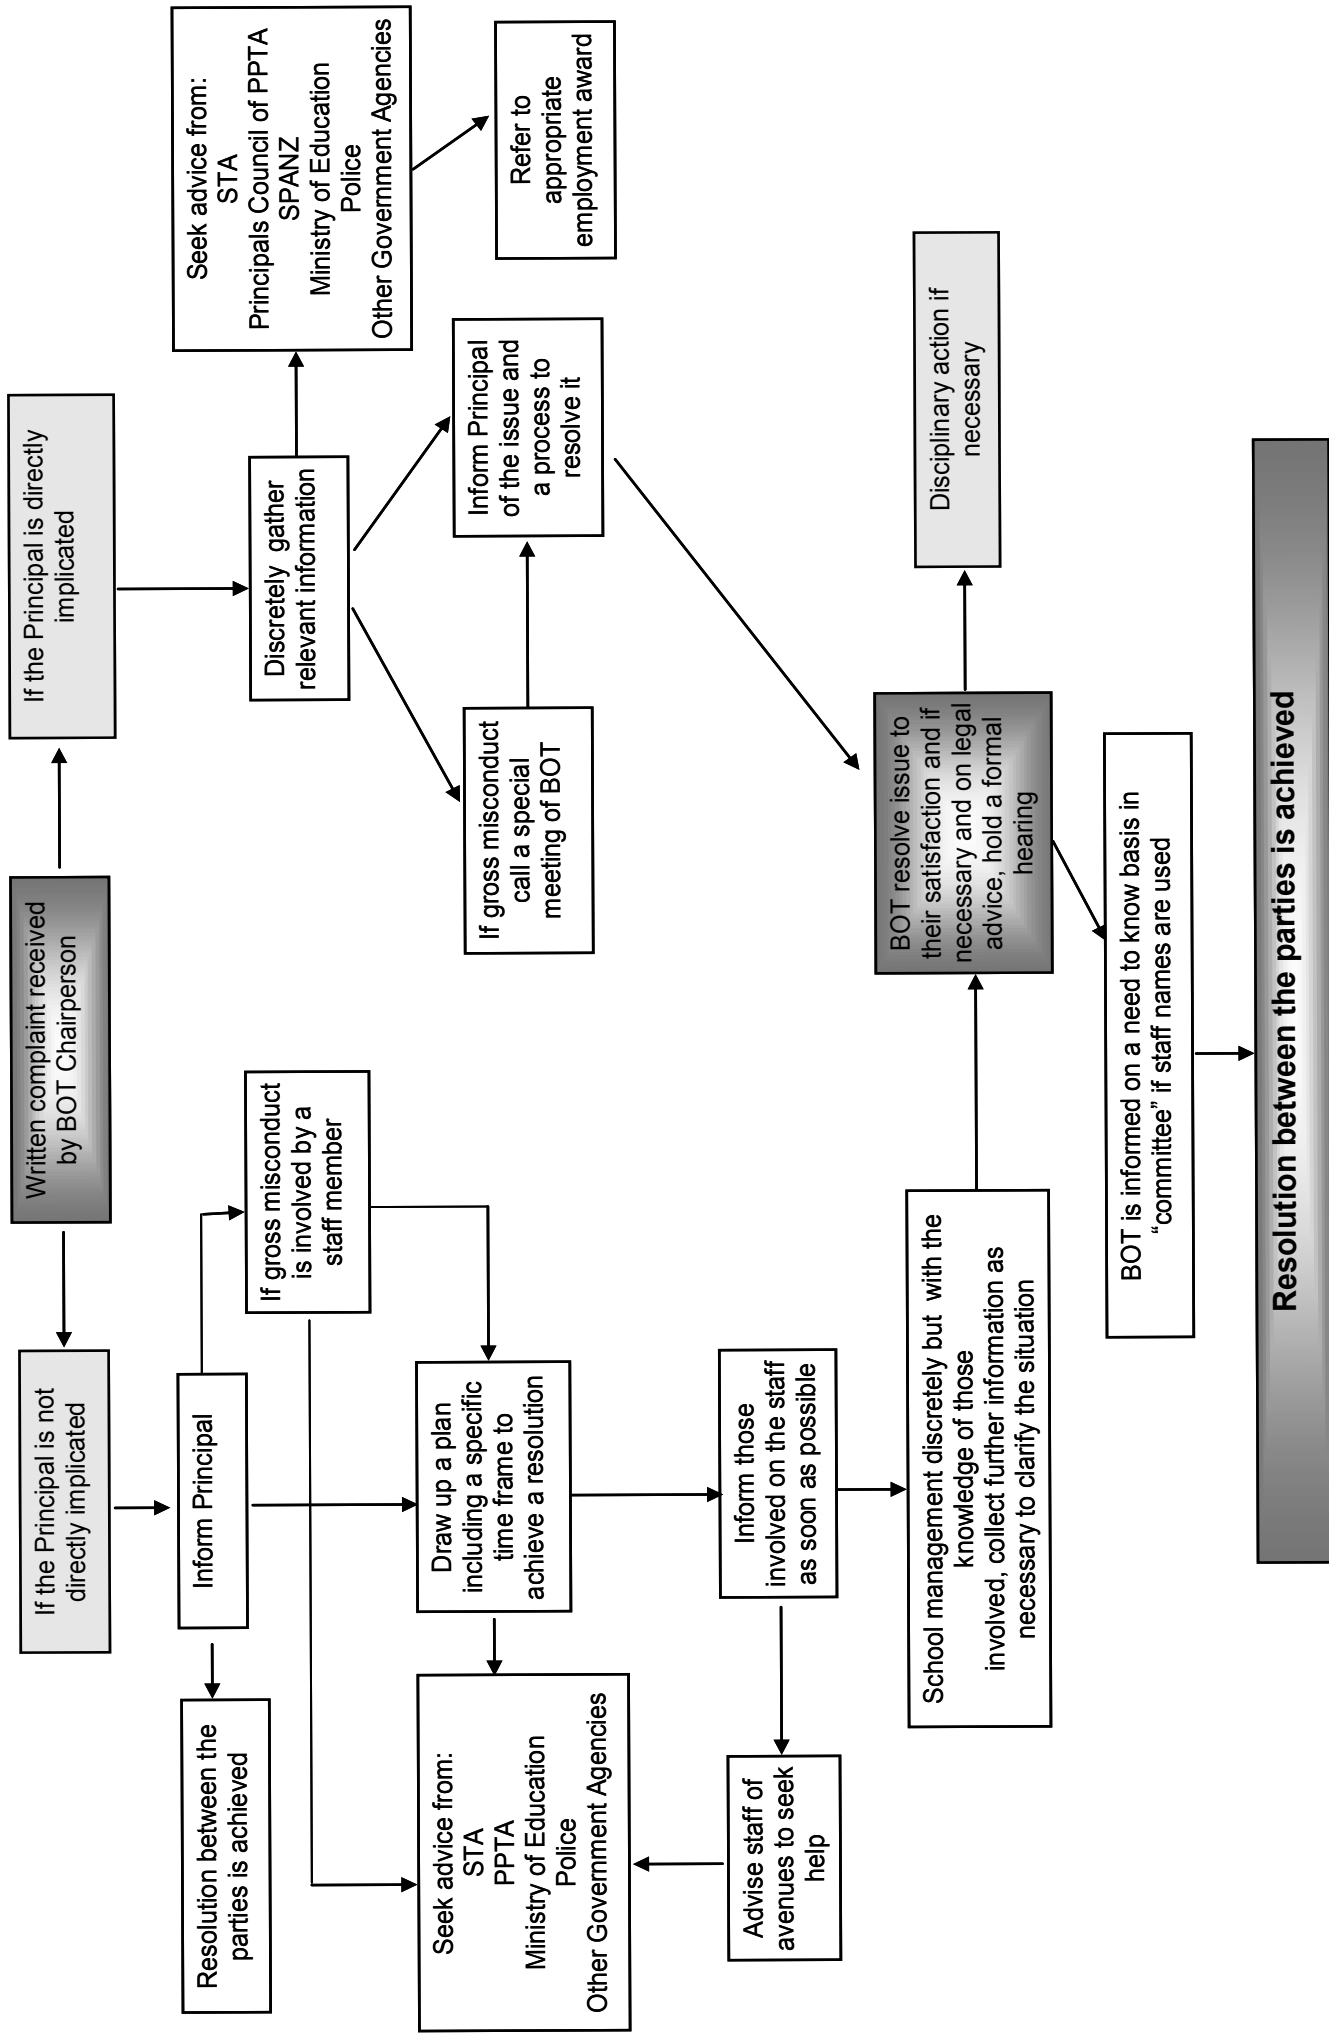 Written complaint received
by BOT Chairperson
If the Principal is not
directly implicated
If the Principal is directly
implicated
Inform Principal
Resolution between the
parties is achieved
If gross misconduct
is involved by a
staff member
Discretely gather
relevant information
Seek advice from:
STA
Principals Council of PPTA
SPANZ
Ministry of Education
Police
Other Government Agencies
Seek advice from:
STA
PPTA
Ministry of Education
Police
Other Government Agencies
Draw up a plan
including a specific
time frame to
achieve a resolution
If gross misconduct
call a special
meeting of BOT
Inform Principal
of the issue and
a process to
resolve it
Refer to
appropriate
employment award
Advise staff of
avenues to seek
help
Inform those
involved on the staff
as soon as possible
School management discretely but with the
knowledge of those
involved, collect further information as
necessary to clarify the situation
BOT resolve issue to
their satisfaction and if
necessary and on legal
advice, hold a formal
hearing
Disciplinary action if
necessary
BOT is informed on a need to know basis in
“committee” if staff names are used
Resolution between the parties is achieved